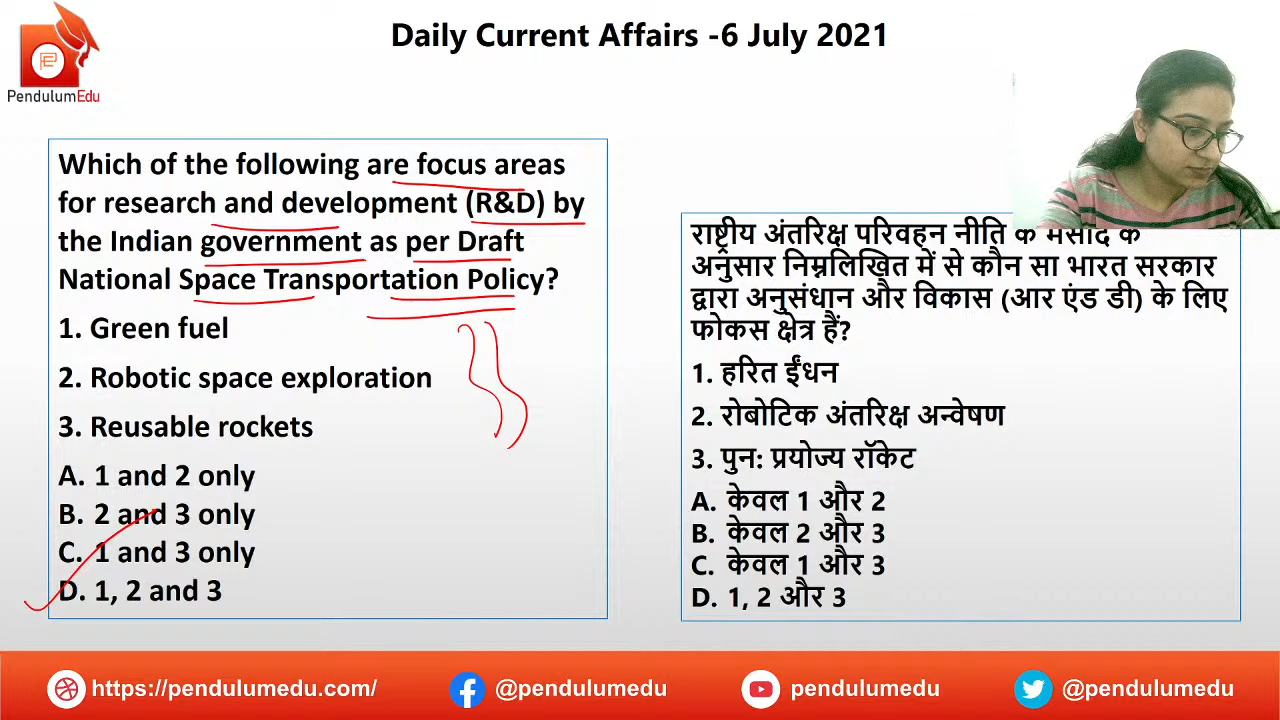 Daily Current Affairs -6 July 2021
PendulumEdu
Which of the following are focus areas
for research and development (R&D) by
the Indian government as per Draft
National Space Transportation Policy?
1. Green fuel
2. Robotic space exploration
3. Reusable rockets
A. 1 and 2 only
B. 2 and 3 only
C. 1 and 3 only
D. 1, 2 and 3
राष्ट्रीय अंतरिक्ष परिवहन नीति के मसौदे के
अनुसार निम्नलिखित में से कौन सा भारत सरकार
द्वारा अनुसंधान और विकास (आर एंड डी) के लिए
फोकस क्षेत्र हैं?
1. हरित ईंधन
2. रोबोटिक अंतरिक्ष अन्वेषण
3. पुन: प्रयोज्य रॉकेट
A. केवल 1 और 2
B. केवल 2 और 3
C. केवल 1 और 3
D. 1, 2 और 3
https://pendulumedu.com/
@pendulumedu
pendulumedu
@pendulumedu